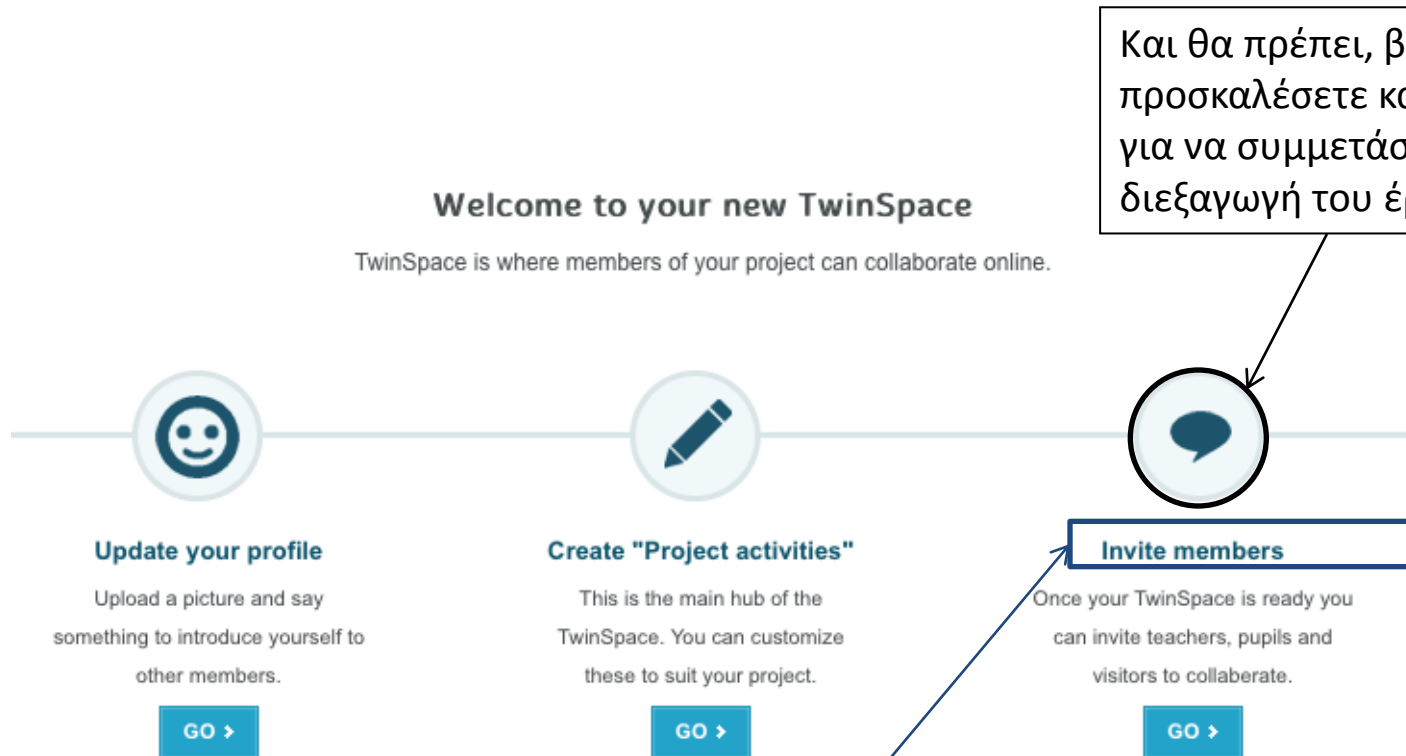 Και θα πρέπει,
προσκαλέσετε
για να
διεξαγωγή του
Welcome to your new TwinSpace
TwinSpace is where members of your project can collaborate online.
Update your profile
Upload a picture and say
something to introduce yourself to
other members.
GO >
Create "Project activities"
This is the main hub of the
TwinSpace. You can customize
these to suit your project.
GO >
Invite members
Once your TwinSpace is ready you
can invite teachers, pupils and
visitors to collaberate.
GO >